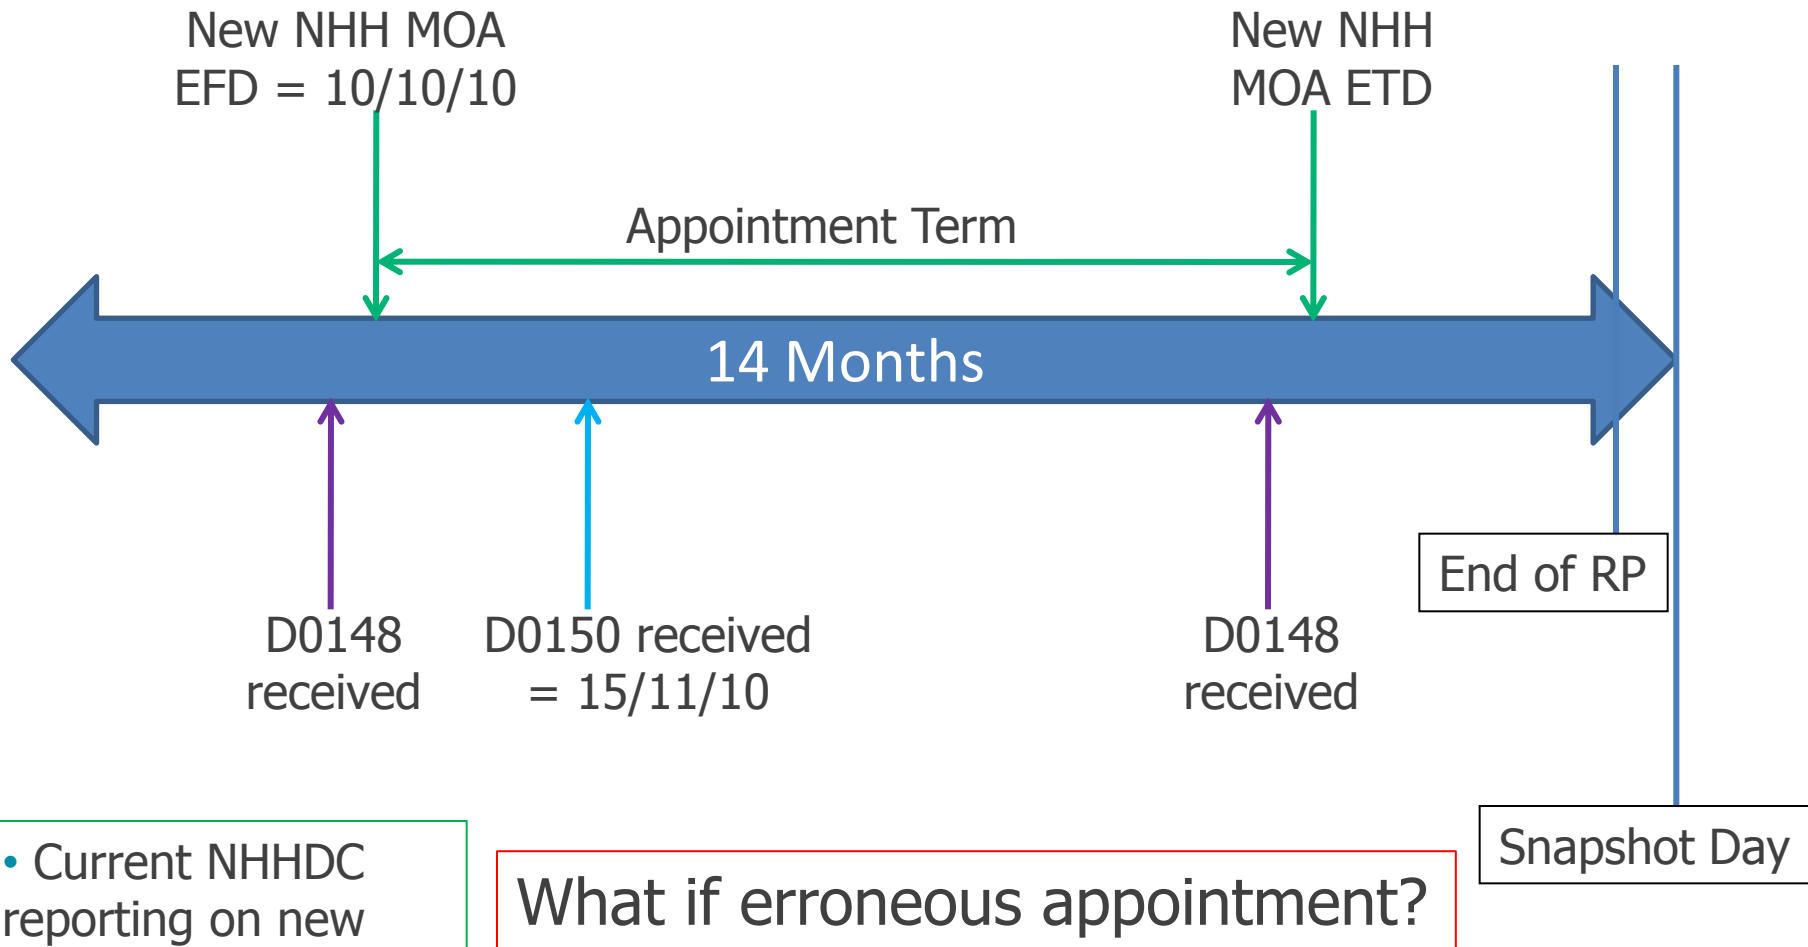 New NHH MOA
EFD = 10/10/10
New NHH
MOA ETD
Appointment Term
14 Months
End of RP
D0148
received
D0150 received
= 15/11/10
D0148
received
Snapshot Day
• Current NHHDC
reporting on new
What if erroneous appointment?